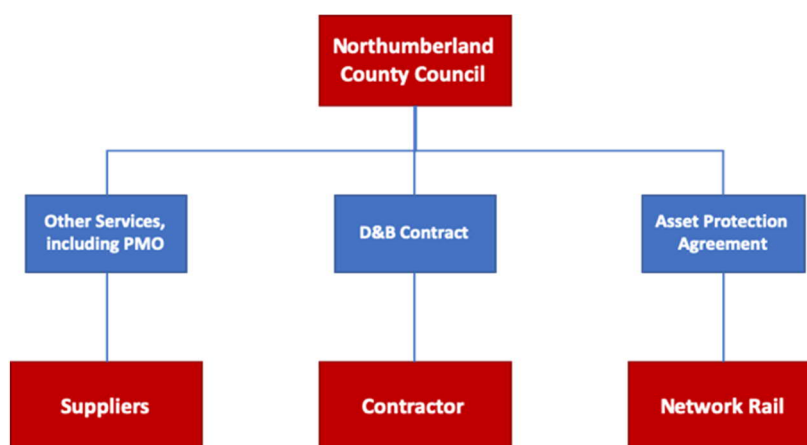 Northumberland
County Council
Other Services,
including PMO
D&B Contract
Asset Protection
Agreement
Suppliers
Contractor
Network Rail